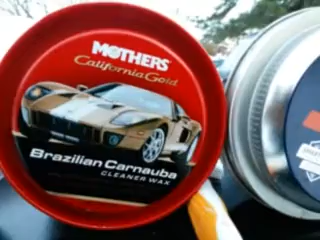 MOTHERS
California Gold
Brazilian Carnauba
CLEANER WAX